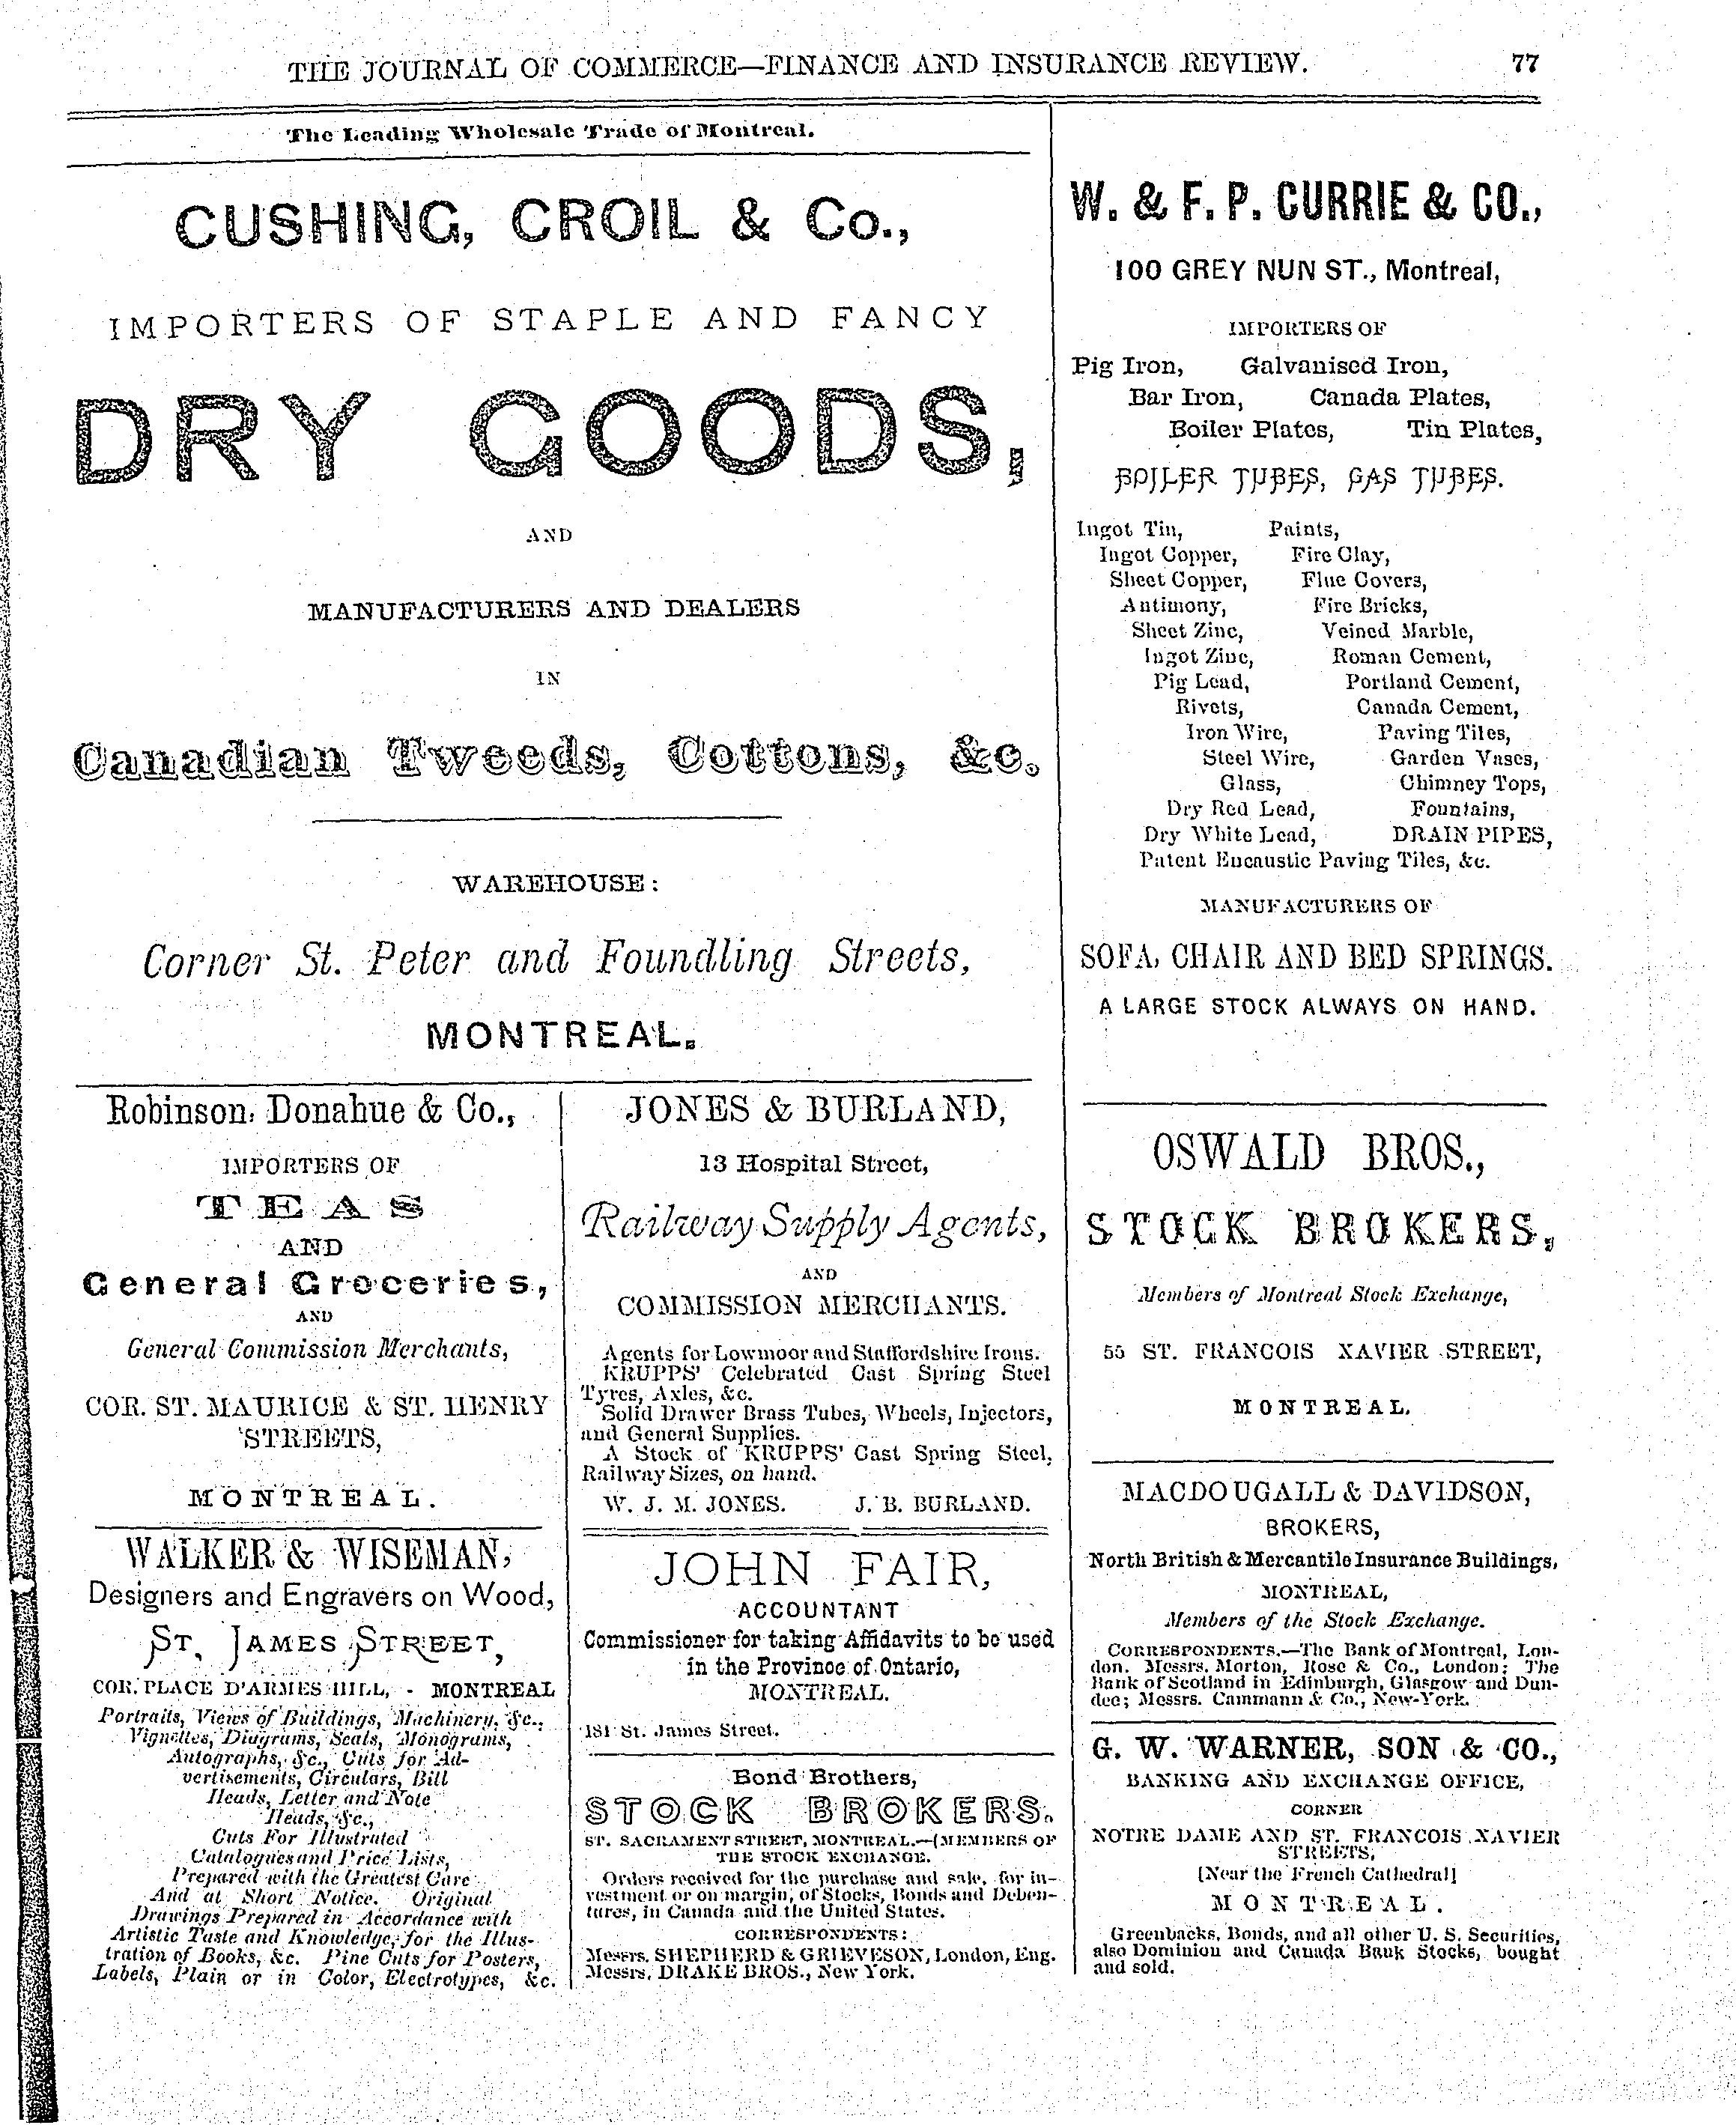 THE JOURNAL OF COMMERCE—FINANCE AND INSURANCE REVIEW. 77
The Leading Wholesale Trade of Montreal.
CUSHING, CROIL & Co.,
IMPORTERS OF STAPLE AND FANCY
DRY GOODS,
AND
MANUFACTURERS AND DEALERS
IN
Canadian Tweeds, Cottons, &c.
WAREHOUSE:
Corner St. Peter and Foundling Streets,
MONTREAL.
Robinson, Donahue & Co.,
IMPORTERS OF
TEAS
AND
General Groceries,
AND
General Commission Merchants,
COR. ST. MAURICE & ST. HENRY
STREETS,
MONTREAL.
WALKER & WISEMAN,
Designers and Engravers on Wood,
ST. JAMES STREET,
COR. PLACE D'ARMES HILL, - MONTREAL
Portraits, Views of Buildings, Machinery, &c.,
Vignettes, Diagrams, Seals, Monograms,
Autographs, &c., Cuts for Ad-
vertisements, Circulars, Bill
Heads, Letter and Note
Heads, &c.,
Cuts For Illustrated
Catalogues and Price Lists,
Prepared with the Greatest Care
And at Short Notice. Original
Drawings Prepared in Accordance with
Artistic Taste and Knowledge, for the Illus-
tration of Books, &c. Fine Cuts for Posters,
Labels, Plain or in Color, Electrotypes, &c.
JONES & BURLAND,
13 Hospital Street,
Railway Supply Agents,
AND
COMMISSION MERCHANTS.
Agents for Lowmoor and Staffordshire Irons.
KRUPPS' Celebrated Cast Spring Steel
Tyres, Axles, &c.
Solid Drawer Brass Tubes, Wheels, Injectors,
and General Supplies.
A Stock of KRUPPS' Cast Spring Steel,
Railway Sizes, on hand.
W. J. M. JONES. J. B. BURLAND.
JOHN FAIR,
ACCOUNTANT
Commissioner for taking Affidavits to be used
in the Province of Ontario,
MONTREAL.
181 St. James Street.
Bond Brothers,
STOCK BROKERS.
ST. SACRAMENT STREET, MONTREAL.—(MEMBERS OF
THE STOCK EXCHANGE.
Orders received for the purchase and sale, for in-
vestment or on margin, of Stocks, Bonds and Deben-
tures, in Canada and the United States.
CORRESPONDENTS:
Messrs. SHEPHERD & GRIEVESON, London, Eng.
Messrs. DRAKE BROS., New York.
W. & F. P. CURRIE & CO.,
100 GREY NUN ST., Montreal,
IMPORTERS OF
Pig Iron, Galvanised Iron,
Bar Iron, Canada Plates,
Boiler Plates, Tin Plates,
BOILER TUBES, GAS TUBES.
Ingot Tin, Paints,
Ingot Copper, Fire Clay,
Sheet Copper, Flue Covers,
Antimony, Fire Bricks,
Sheet Zinc, Veined Marble,
Ingot Zinc, Roman Cement,
Pig Lead, Portland Cement,
Rivets, Canada Cement,
Iron Wire, Paving Tiles,
Steel Wire, Garden Vases,
Glass, Chimney Tops,
Dry Red Lead, Fountains,
Dry White Lead, DRAIN PIPES,
Patent Encaustic Paving Tiles, &c.
MANUFACTURERS OF
SOFA, CHAIR AND BED SPRINGS.
A LARGE STOCK ALWAYS ON HAND.
OSWALD BROS.,
STOCK BROKERS,
Members of Montreal Stock Exchange,
55 ST. FRANCOIS XAVIER STREET,
MONTREAL.
MACDOUGALL & DAVIDSON,
BROKERS,
North British & Mercantile Insurance Buildings,
MONTREAL,
Members of the Stock Exchange.
CORRESPONDENTS.—The Bank of Montreal, Lon-
don. Messrs. Morton, Rose & Co., London; The
Bank of Scotland in Edinburgh, Glasgow and Dun-
dee; Messrs. Cammann & Co., New-York.
G. W. WARNER, SON & CO.,
BANKING AND EXCHANGE OFFICE,
CORNER
NOTRE DAME AND ST. FRANCOIS XAVIER
STREETS,
[Near the French Cathedral]
MONTREAL.
Greenbacks, Bonds, and all other U. S. Securities,
also Dominion and Canada Bank Stocks, bought
and sold.